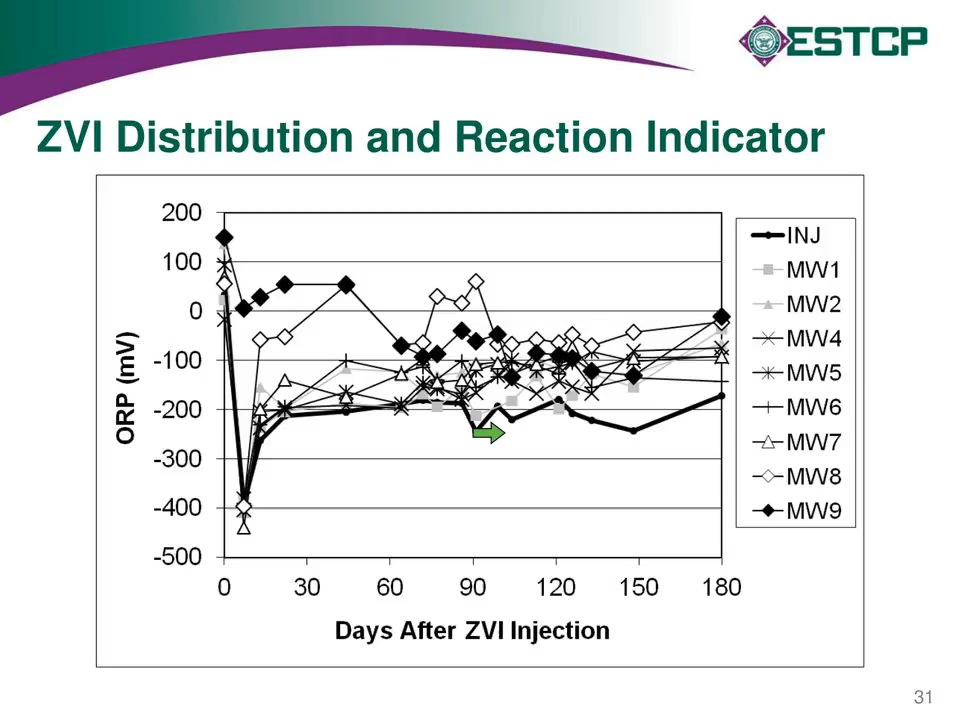 ESTCP
ZVI Distribution and Reaction Indicator
200
100
0
-100
-200
-300
-400
-500
ORP (mV)
0 30 60 90 120 150 180
Days After ZVI Injection
INJ
MW1
MW2
MW4
MW5
MW6
MW7
MW8
MW9
31